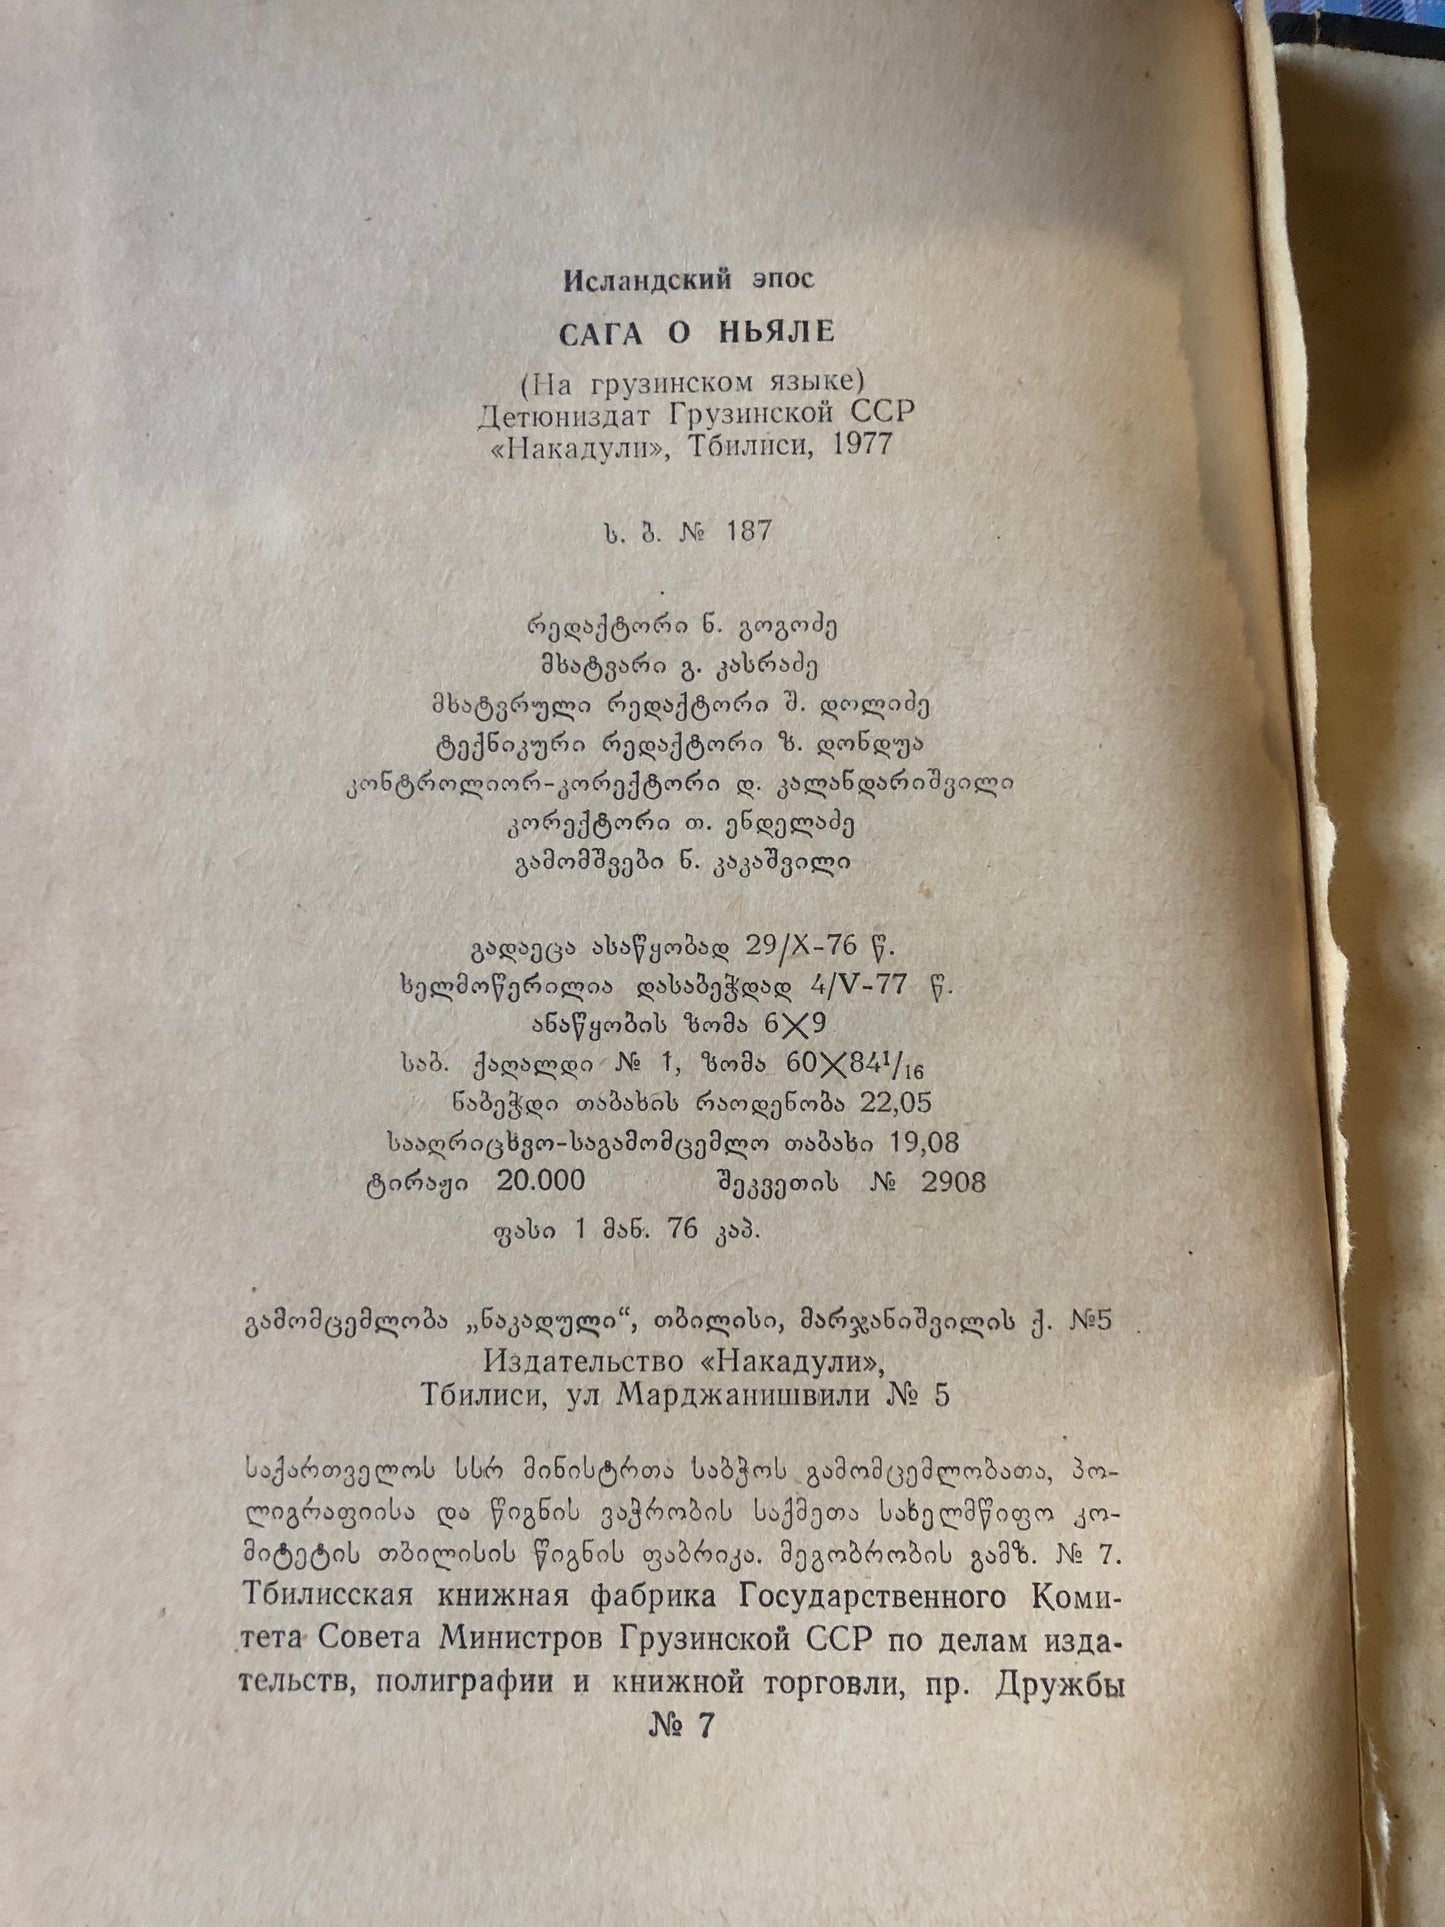 Исландский эпос
САГА О НЬЯЛЕ
(На грузинском языке)
Детюниздат Грузинской ССР
«Накадули», Тбилиси, 1977
ს. ბ. № 187
რედაქტორი ნ. გოგოძე
მხატვარი გ. კასრაძე
მხატვრული რედაქტორი შ. დოლიძე
ტექნიკური რედაქტორი ზ. დონდუა
კონტროლიორ-კორექტორი დ. კალანდარიშვილი
კორექტორი თ. ენდელაძე
გამომშვები ნ. კაკაშვილი
გადაეცა ასაწყობად 29/X-76 წ.
ხელმოწერილია დასაბეჭდად 4/V-77 წ.
ანაწყობის ზომა 6×9
საბ. ქაღალდი № 1, ზომა 60×84¹/₁₆
ნაბეჭდი თაბახის რაოდენობა 22,05
სააღრიცხვო-საგამომცემლო თაბახი 19,08
ტირაჟი 20.000 შეკვეთის № 2908
ფასი 1 მან. 76 კაპ.
გამომცემლობა „ნაკადული“, თბილისი, მარჯანიშვილის ქ. №5
Издательство «Накадули»,
Тбилиси, ул Марджанишвили № 5
საქართველოს სსრ მინისტრთა საბჭოს გამომცემლობათა, პო-
ლიგრაფიისა და წიგნის ვაჭრობის საქმეთა სახელმწიფო კო-
მიტეტის თბილისის წიგნის ფაბრიკა. მეგობრობის გამზ. № 7.
Тбилисская книжная фабрика Государственного Коми-
тета Совета Министров Грузинской ССР по делам изда-
тельств, полиграфии и книжной торговли, пр. Дружбы
№ 7